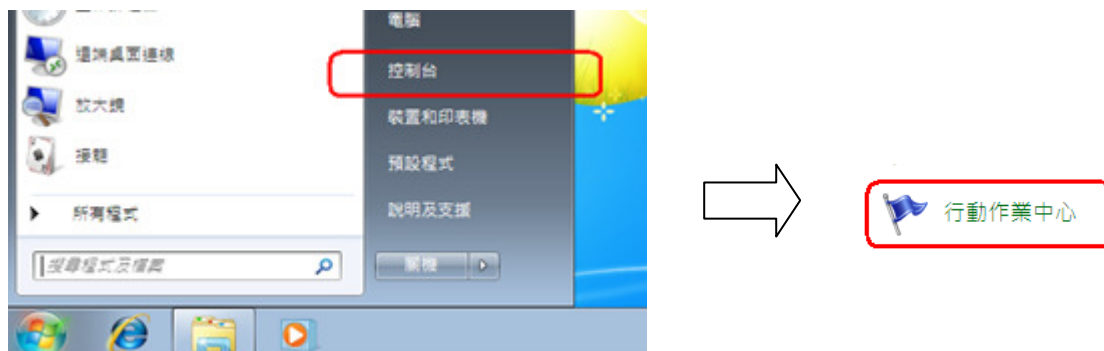 電腦
遠端桌面連線
控制台
放大鏡
裝置和印表機
接龍
預設程式
所有程式
說明及支援
搜尋程式及檔案
關機
行動作業中心